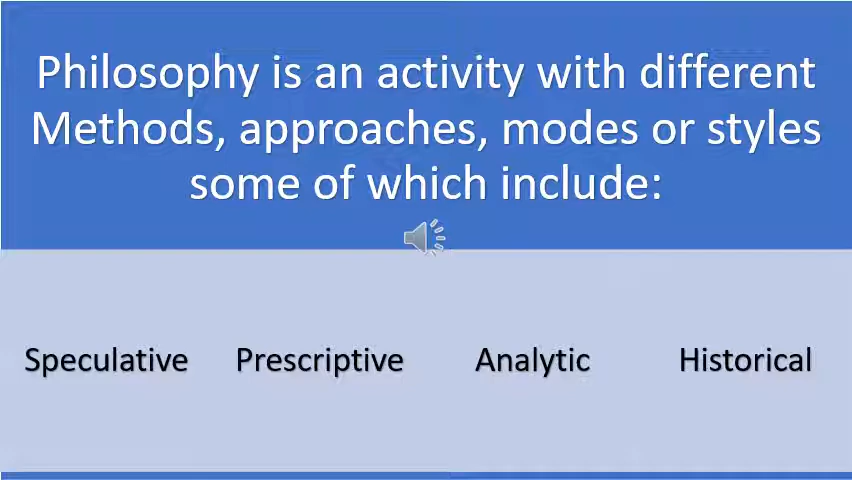 Philosophy is an activity with different
Methods, approaches, modes or styles
some of which include:
Speculative Prescriptive Analytic Historical